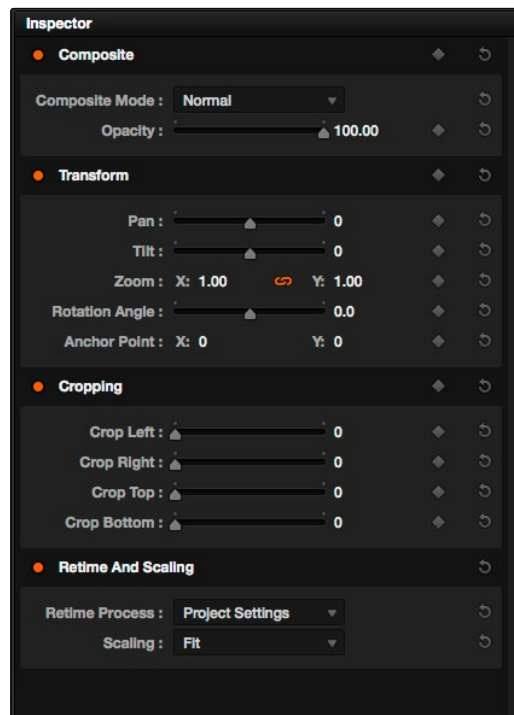 Inspector
Composite
Composite Mode : Normal
Opacity : 100.00
Transform
Pan : 0
Tilt : 0
Zoom : X: 1.00 Y: 1.00
Rotation Angle : 0.0
Anchor Point : X: 0 Y: 0
Cropping
Crop Left : 0
Crop Right : 0
Crop Top : 0
Crop Bottom : 0
Retime And Scaling
Retime Process : Project Settings
Scaling : Fit